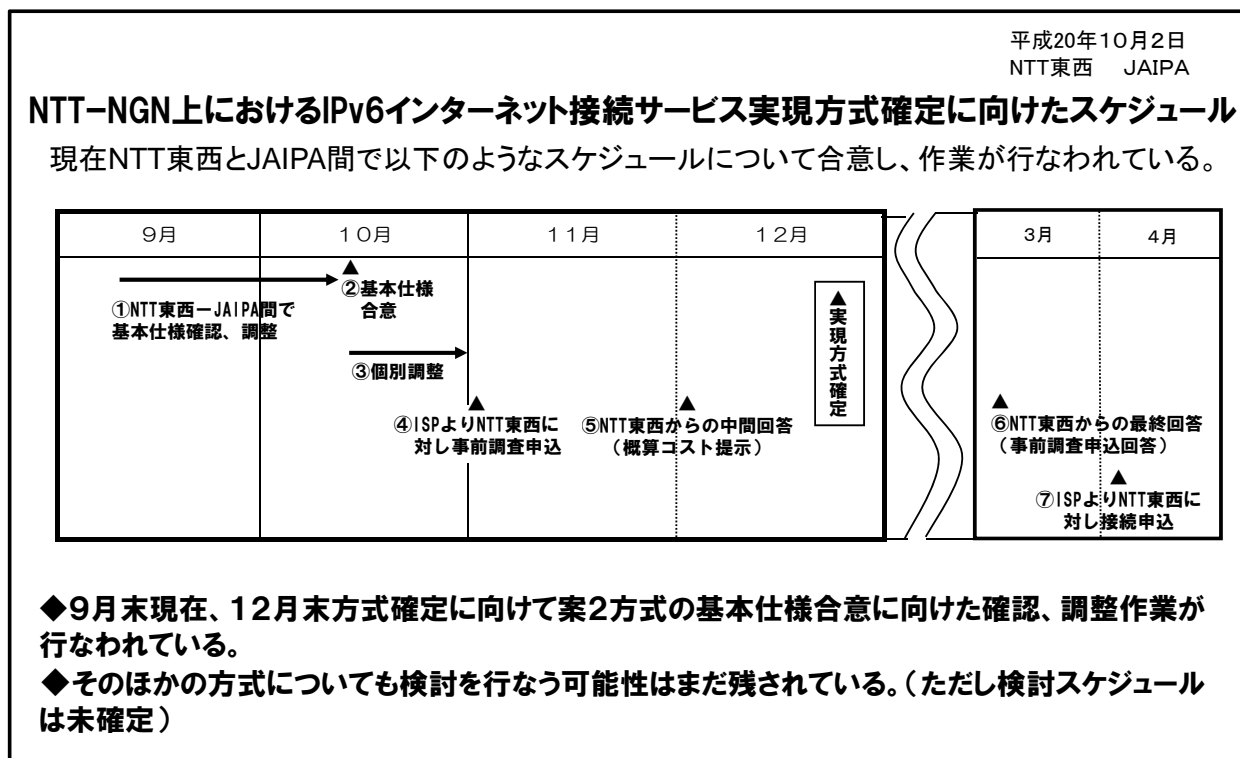 平成20年10月2日
NTT東西　JAIPA
NTT-NGN上におけるIPv6インターネット接続サービス実現方式確定に向けたスケジュール
現在NTT東西とJAIPA間で以下のようなスケジュールについて合意し、作業が行なわれている。
9月
10月
11月
12月
3月
4月
①NTT東西－JAIPA間で
基本仕様確認、調整
▲
②基本仕様
合意
③個別調整
▲
④ISPよりNTT東西に
対し事前調査申込
▲
⑤NTT東西からの中間回答
（概算コスト提示）
▲実現方式確定
▲
⑥NTT東西からの最終回答
（事前調査申込回答）
▲
⑦ISPよりNTT東西に
対し接続申込
◆9月末現在、12月末方式確定に向けて案2方式の基本仕様合意に向けた確認、調整作業が
行なわれている。
◆そのほかの方式についても検討を行なう可能性はまだ残されている。（ただし検討スケジュール
は未確定）